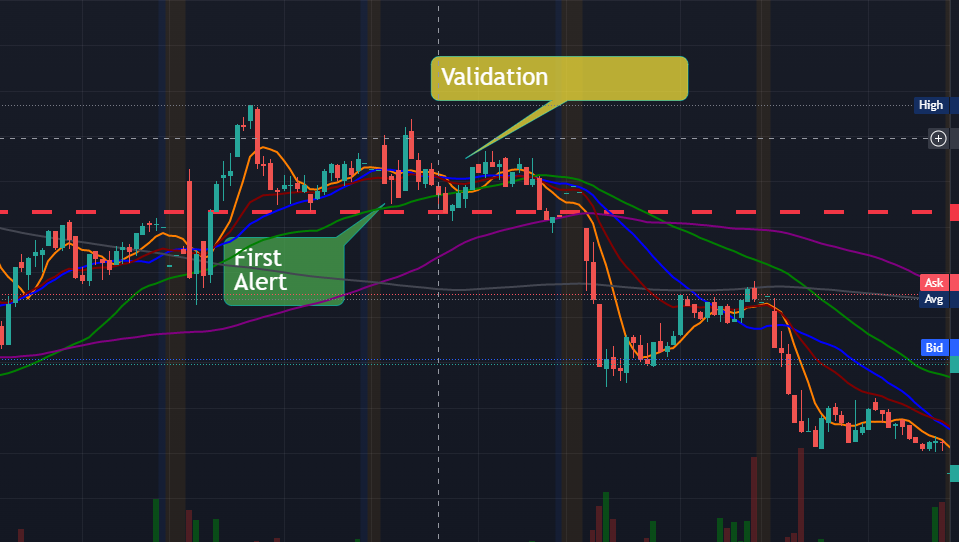 Validation
High
First
Alert
Ask
Avg
Bid